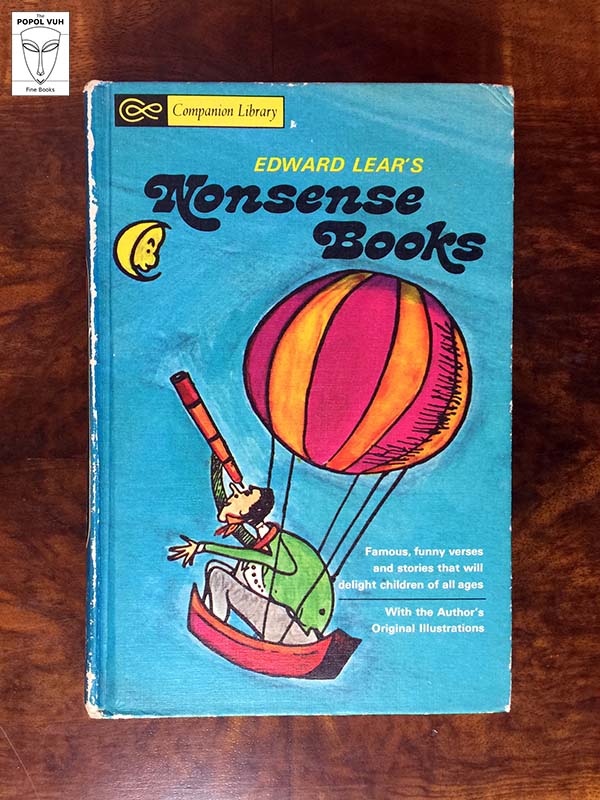 The
POPOL VUH
Fine Books
Companion Library
EDWARD LEAR'S
Nonsense
Books
Famous, funny verses
and stories that will
delight children of all ages
With the Author's
Original Illustrations